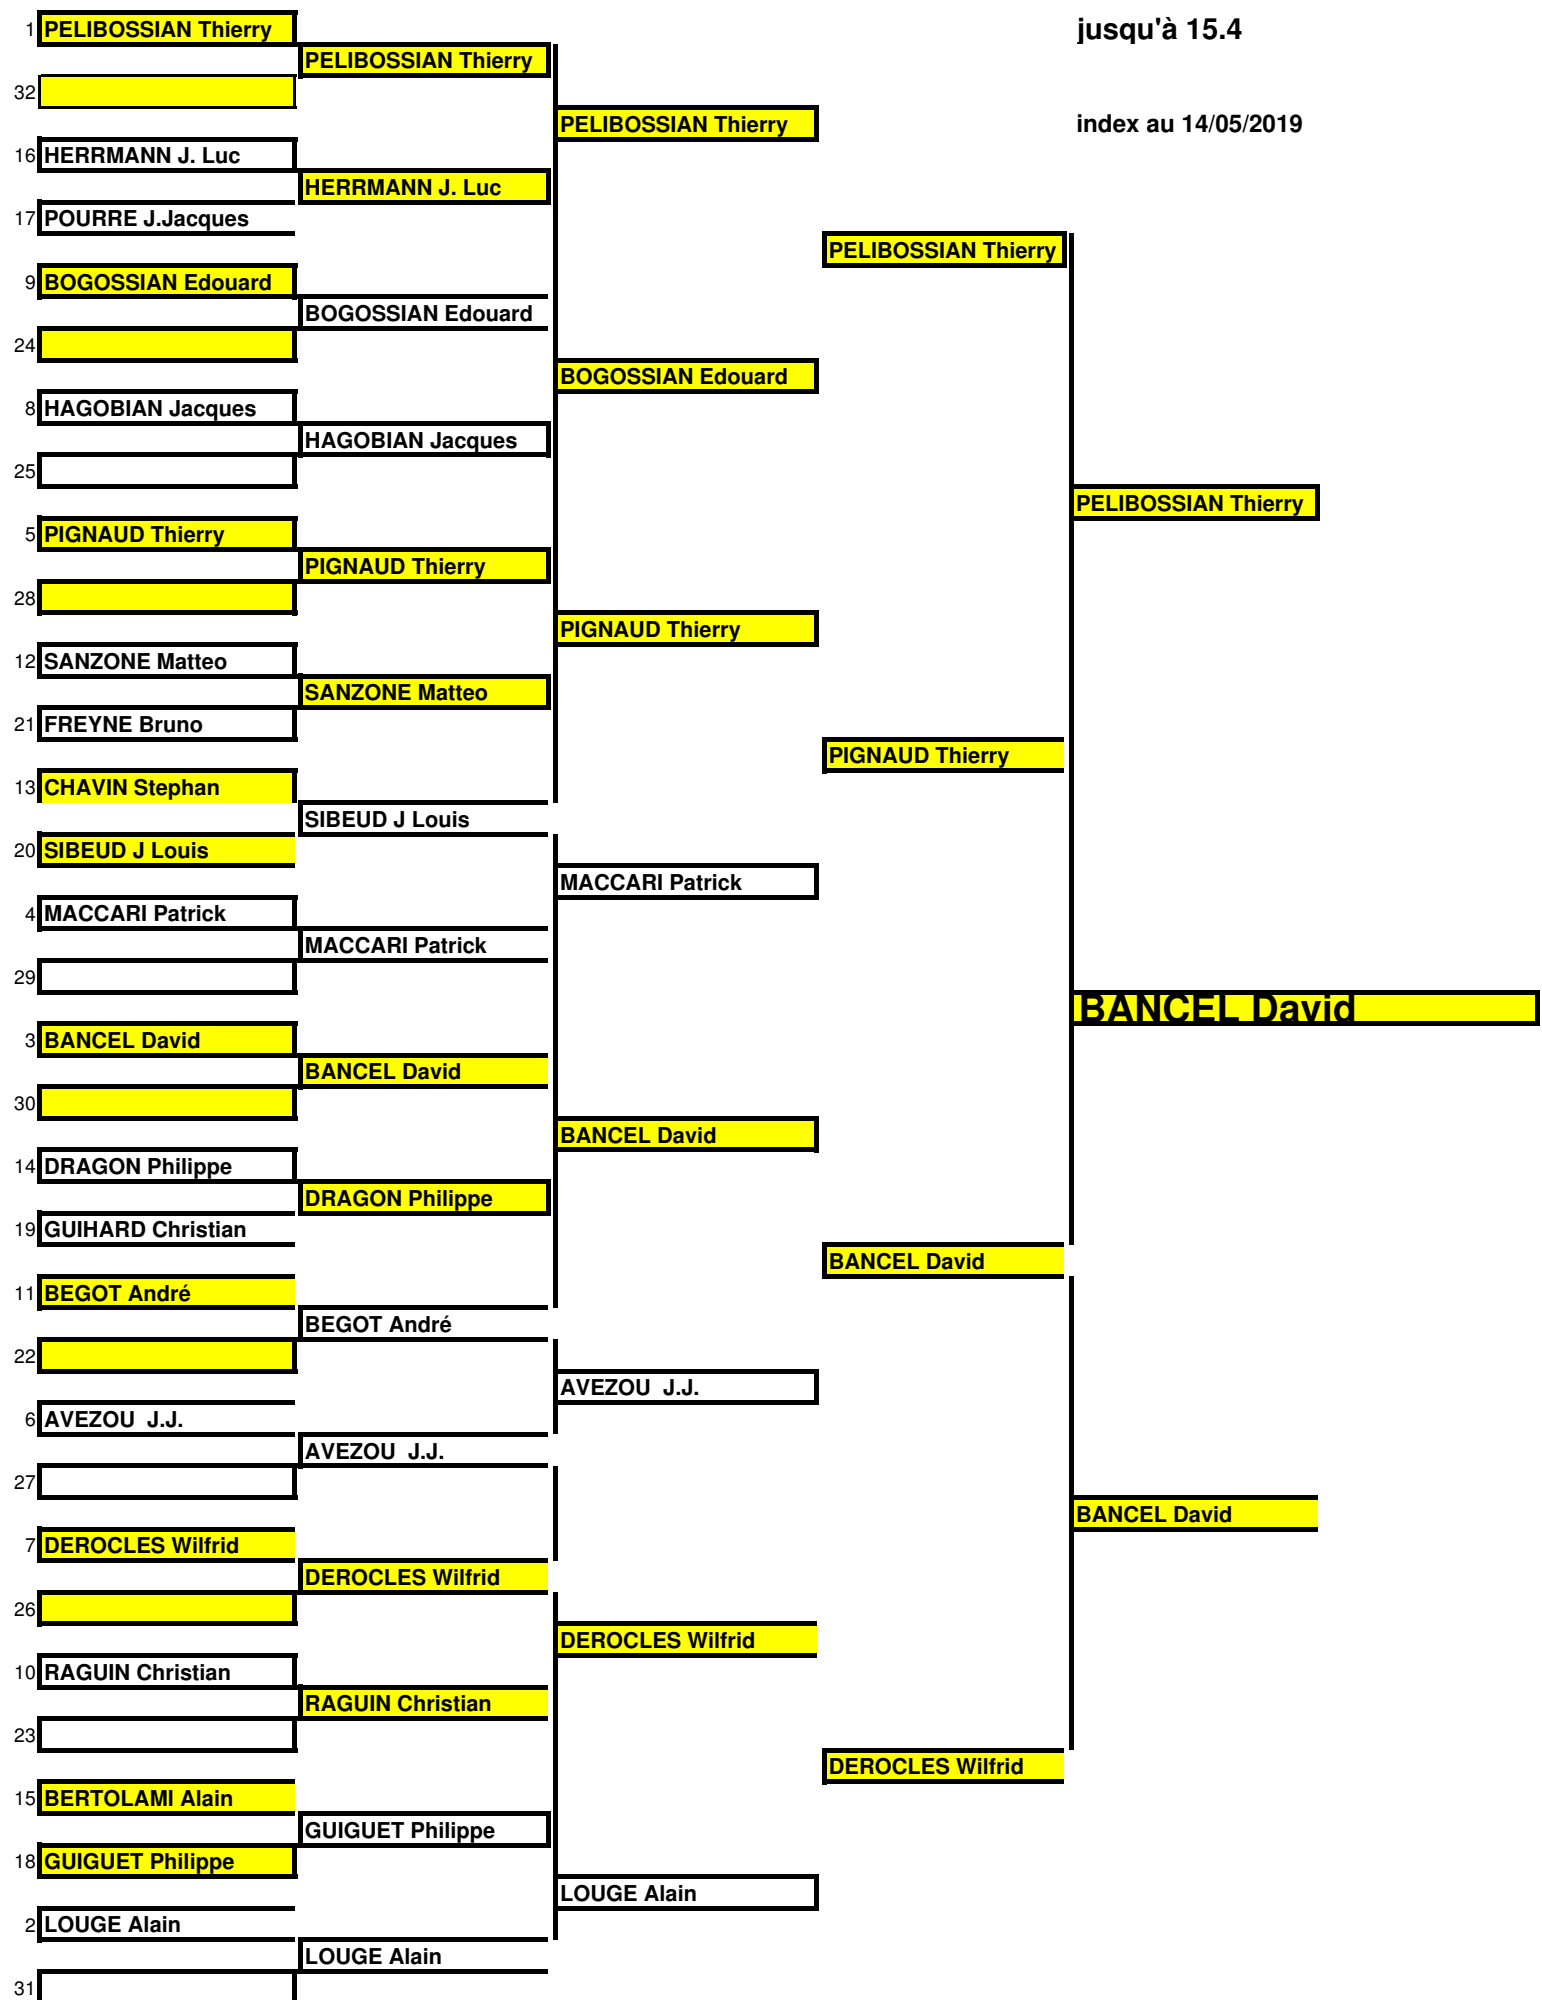 jusqu'à 15.4
1 PELIBOSSIAN Thierry
PELIBOSSIAN Thierry
32
PELIBOSSIAN Thierry
index au 14/05/2019
16 HERRMANN J. Luc
HERRMANN J. Luc
17 POURRE J.Jacques
PELIBOSSIAN Thierry
9 BOGOSSIAN Edouard
BOGOSSIAN Edouard
24
BOGOSSIAN Edouard
8 HAGOBIAN Jacques
HAGOBIAN Jacques
25
PELIBOSSIAN Thierry
5 PIGNAUD Thierry
PIGNAUD Thierry
28
PIGNAUD Thierry
12 SANZONE Matteo
SANZONE Matteo
21 FREYNE Bruno
PIGNAUD Thierry
13 CHAVIN Stephan
SIBEUD J Louis
20 SIBEUD J Louis
MACCARI Patrick
4 MACCARI Patrick
MACCARI Patrick
29
BANCEL David
3 BANCEL David
BANCEL David
30
BANCEL David
14 DRAGON Philippe
DRAGON Philippe
19 GUIHARD Christian
BANCEL David
11 BEGOT André
BEGOT André
22
AVEZOU  J.J.
6 AVEZOU  J.J.
AVEZOU  J.J.
27
BANCEL David
7 DEROCLES Wilfrid
DEROCLES Wilfrid
26
DEROCLES Wilfrid
10 RAGUIN Christian
RAGUIN Christian
23
DEROCLES Wilfrid
15 BERTOLAMI Alain
GUIGUET Philippe
18 GUIGUET Philippe
LOUGE Alain
2 LOUGE Alain
LOUGE Alain
31